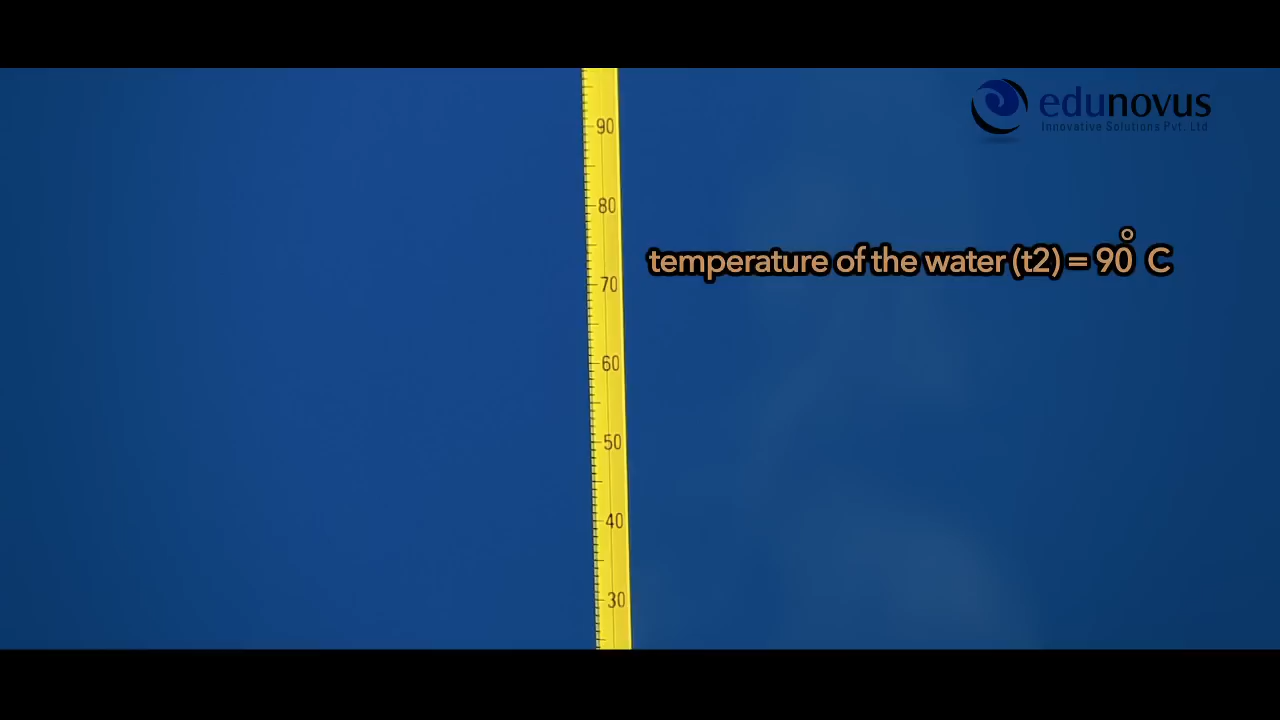 edunovus
Innovative Solutions Pvt. Ltd
90
80
temperature of the water (t2) = 90° C
70
60
50
40
30